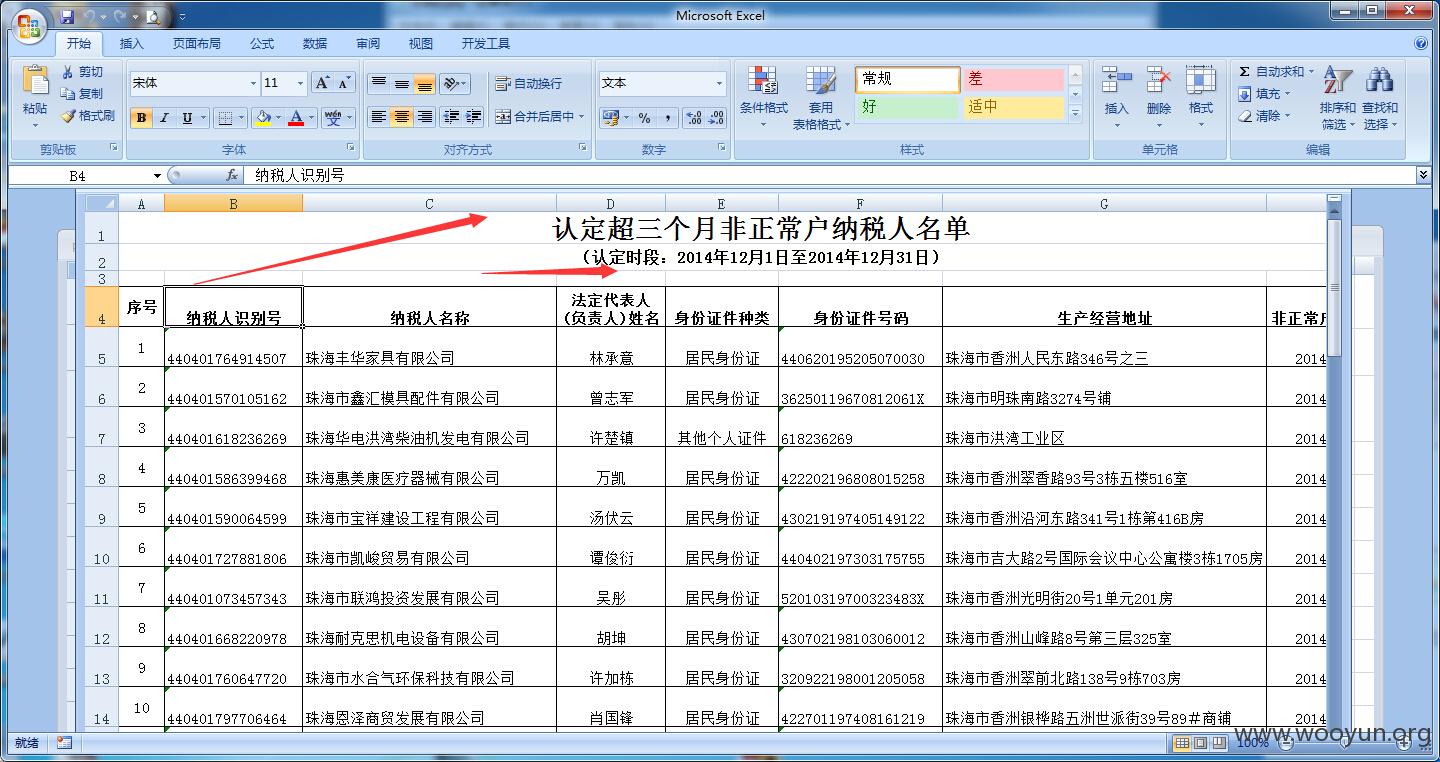 Microsoft Excel
开始 插入 页面布局 公式 数据 审阅 视图 开发工具
粘贴 剪切 复制 格式刷 剪贴板
宋体 11 B I U 字体
自动换行 合并后居中 对齐方式
文本 % 数字
条件格式 套用表格格式 常规 差 好 适中 样式
插入 删除 格式 单元格
Σ 自动求和 填充 清除 排序和筛选 查找和选择 编辑
B4 fx 纳税人识别号
A B C D E F G
1 认定超三个月非正常户纳税人名单
2 （认定时段：2014年12月1日至2014年12月31日）
3
4 序号 纳税人识别号 纳税人名称 法定代表人(负责人)姓名 身份证件种类 身份证件号码 生产经营地址 非正常户
5 1 440401764914507 珠海丰华家具有限公司 林承意 居民身份证 440620195205070030 珠海市香洲人民东路346号之三 2014
6 2 440401570105162 珠海市鑫汇模具配件有限公司 曾志军 居民身份证 36250119670812061X 珠海市明珠南路3274号铺 2014
7 3 440401618236269 珠海华电洪湾柴油机发电有限公司 许楚镇 其他个人证件 618236269 珠海市洪湾工业区 2014
8 4 440401586399468 珠海惠美康医疗器械有限公司 万凯 居民身份证 422202196808015258 珠海市香洲翠香路93号3栋五楼516室 2014
9 5 440401590064599 珠海市宝祥建设工程有限公司 汤伏云 居民身份证 430219197405149122 珠海市香洲沿河东路341号1栋第416B房 2014
10 6 440401727881806 珠海市凯峻贸易有限公司 谭俊衍 居民身份证 440402197303175755 珠海市吉大路2号国际会议中心公寓楼3栋1705房 2014
11 7 440401073457343 珠海市联鸿投资发展有限公司 吴彤 居民身份证 52010319700323483X 珠海市香洲光明街20号1单元201房 2014
12 8 440401668220978 珠海耐克思机电设备有限公司 胡坤 居民身份证 430702198103060012 珠海市香洲山峰路8号第三层325室 2014
13 9 440401760647720 珠海市水合气环保科技有限公司 许加栋 居民身份证 320922198001205058 珠海市香洲翠前北路138号9栋703房 2014
14 10 440401797706464 珠海恩泽商贸发展有限公司 肖国锋 居民身份证 422701197408161219 珠海市香洲银桦路五洲世派街39号89#商铺 2014
www.wooyun.org
就绪 100%